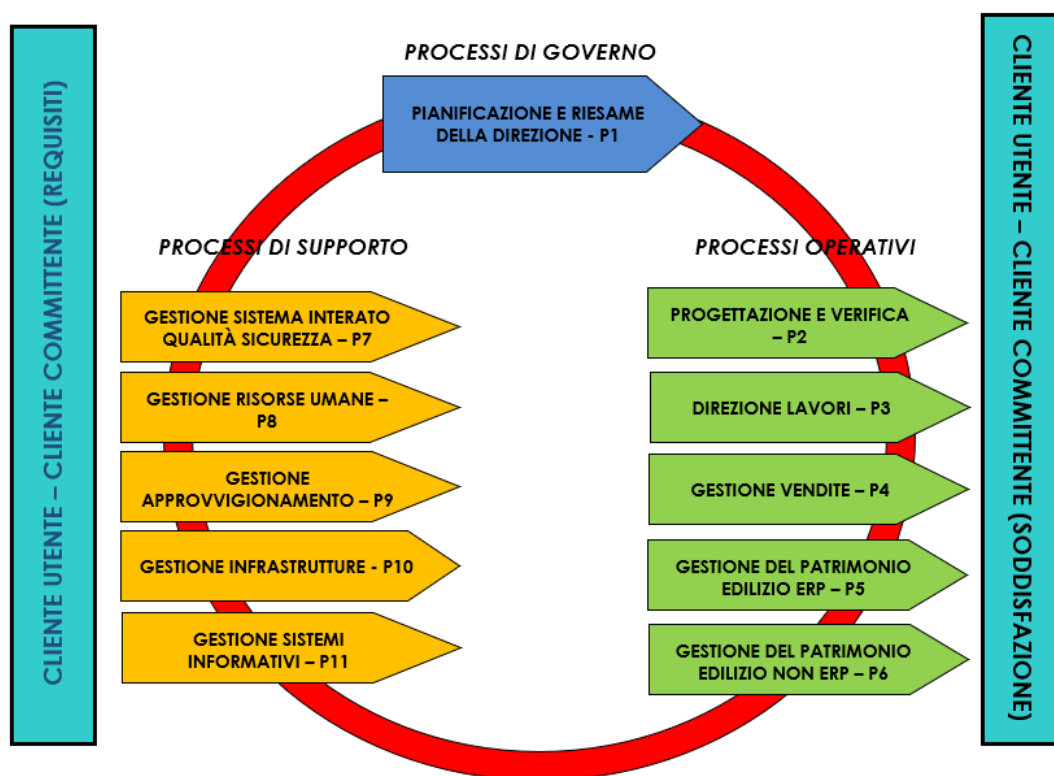 CLIENTE UTENTE – CLIENTE COMMITTENTE (REQUISITI)
PROCESSI DI GOVERNO
PIANIFICAZIONE E RIESAME
DELLA DIREZIONE - P1
PROCESSI DI SUPPORTO
GESTIONE SISTEMA INTERATO
QUALITÀ SICUREZZA – P7
GESTIONE RISORSE UMANE –
P8
GESTIONE
APPROVVIGIONAMENTO – P9
GESTIONE INFRASTRUTTURE - P10
GESTIONE SISTEMI
INFORMATIVI – P11
PROCESSI OPERATIVI
PROGETTAZIONE E VERIFICA
– P2
DIREZIONE LAVORI – P3
GESTIONE VENDITE – P4
GESTIONE DEL PATRIMONIO
EDILIZIO ERP – P5
GESTIONE DEL PATRIMONIO
EDILIZIO NON ERP – P6
CLIENTE UTENTE – CLIENTE COMMITTENTE (SODDISFAZIONE)